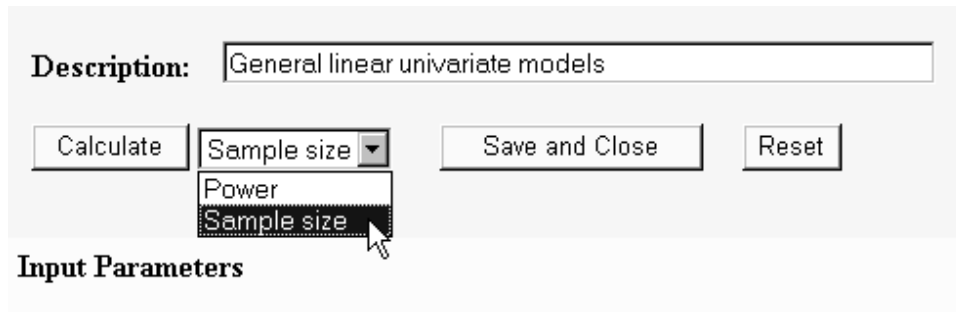 Description: General linear univariate models
Calculate Sample size Save and Close Reset
Power
Sample size
Input Parameters